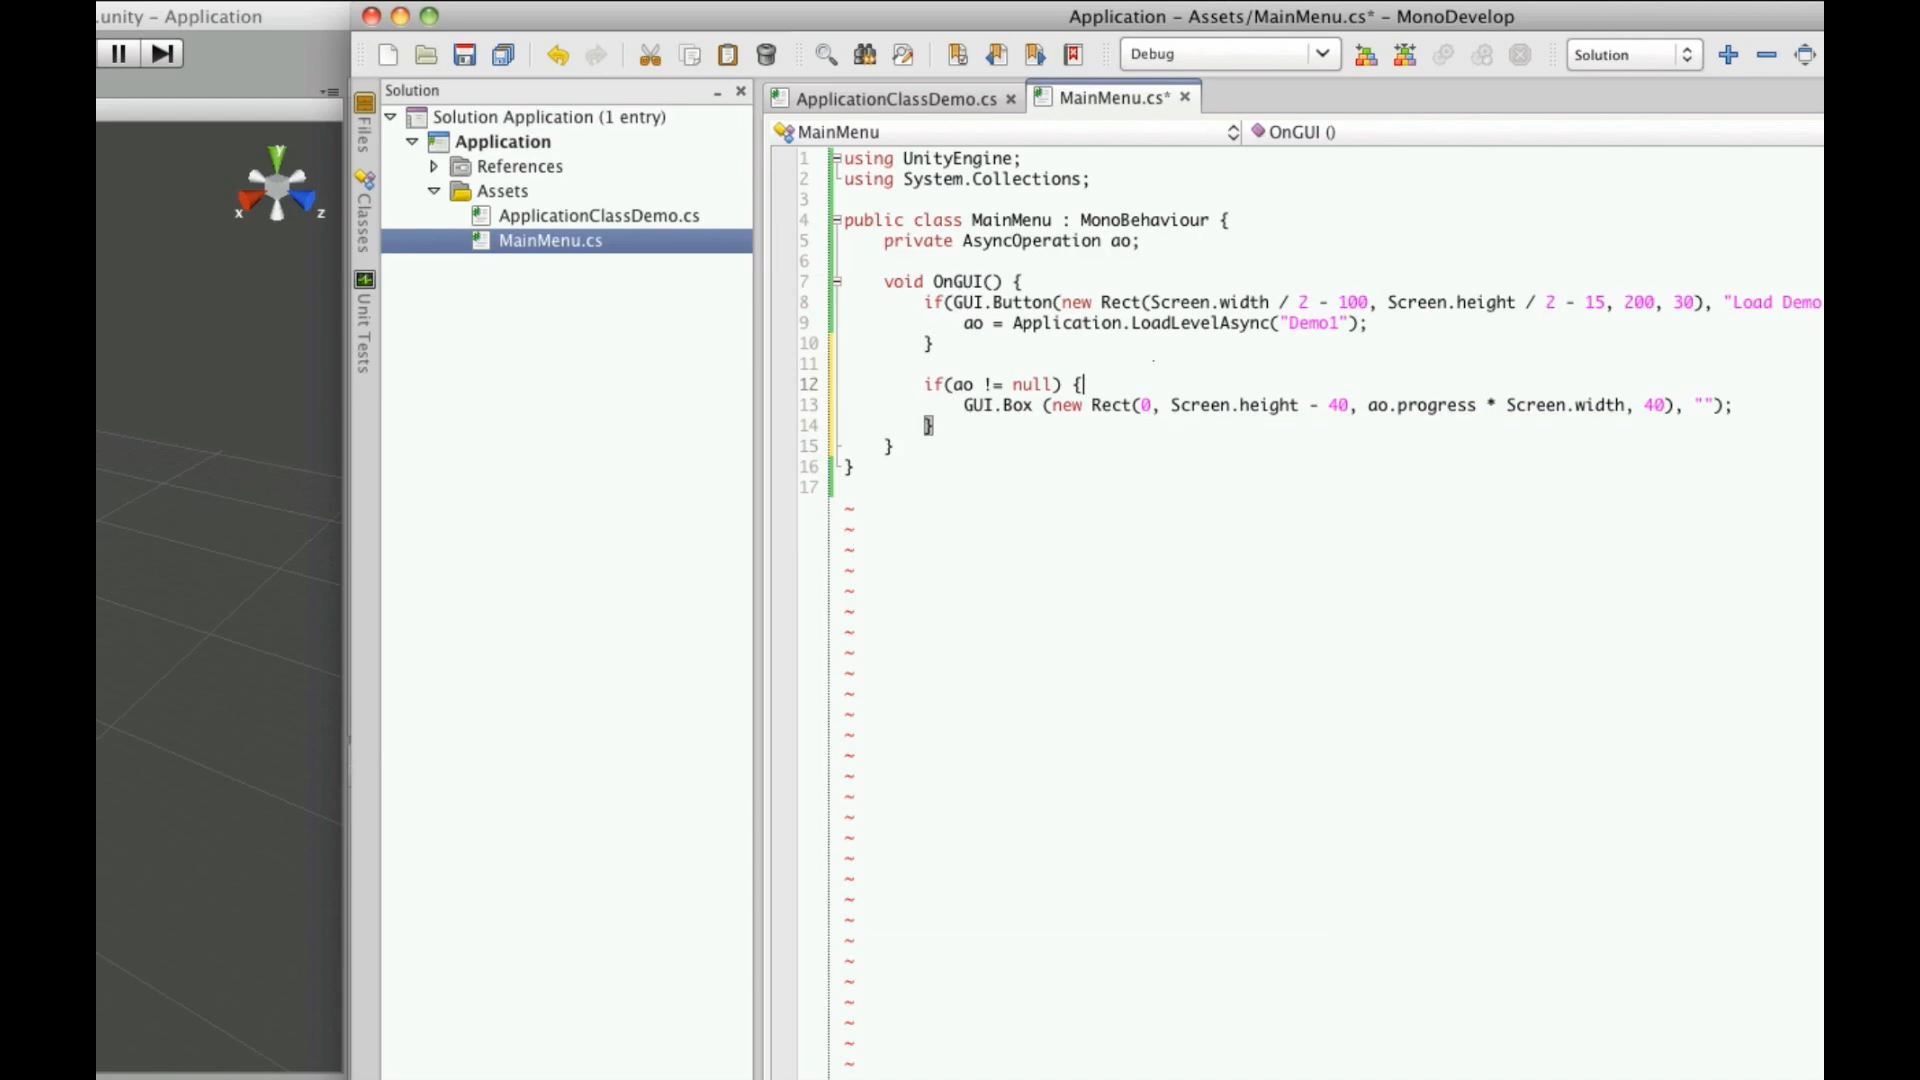 .unity – Application
Application – Assets/MainMenu.cs* – MonoDevelop
Debug
Solution
Solution
Files
Classes
Unit Tests
Solution Application (1 entry)
Application
References
Assets
ApplicationClassDemo.cs
MainMenu.cs
ApplicationClassDemo.cs
MainMenu.cs*
MainMenu
OnGUI ()
1 using UnityEngine;
2 using System.Collections;
3
4 public class MainMenu : MonoBehaviour {
5 private AsyncOperation ao;
6
7 void OnGUI() {
8 if(GUI.Button(new Rect(Screen.width / 2 - 100, Screen.height / 2 - 15, 200, 30), "Load Demo
9 ao = Application.LoadLevelAsync("Demo1");
10 }
11
12 if(ao != null) {
13 GUI.Box (new Rect(0, Screen.height - 40, ao.progress * Screen.width, 40), "");
14 }
15 }
16 }
17
y
x
z